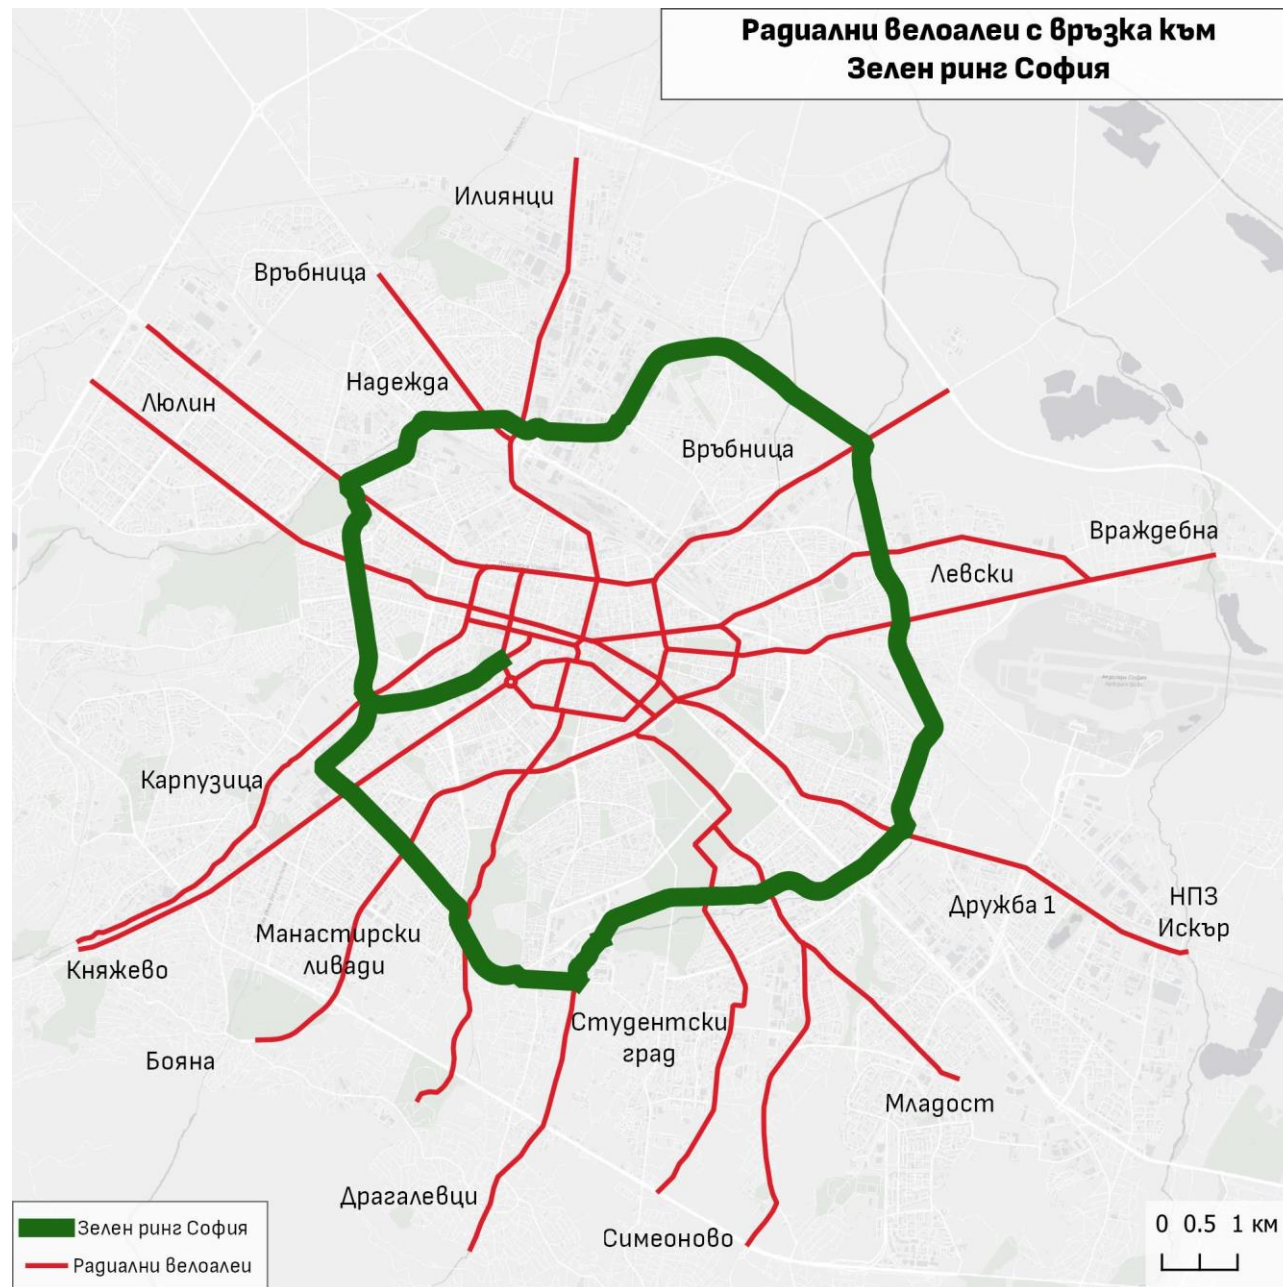 Радиални велоалеи с връзка към
Зелен ринг София
Илиянци
Връбница
Надежда
Люлин
Връбница
Враждебна
Левски
Карпузица
Дружба 1
НПЗ
Искър
Манастирски
ливади
Княжево
Студентски
град
Бояна
Младост
Драгалевци
Симеоново
Зелен ринг София
Радиални велоалеи
0 0.5 1 км